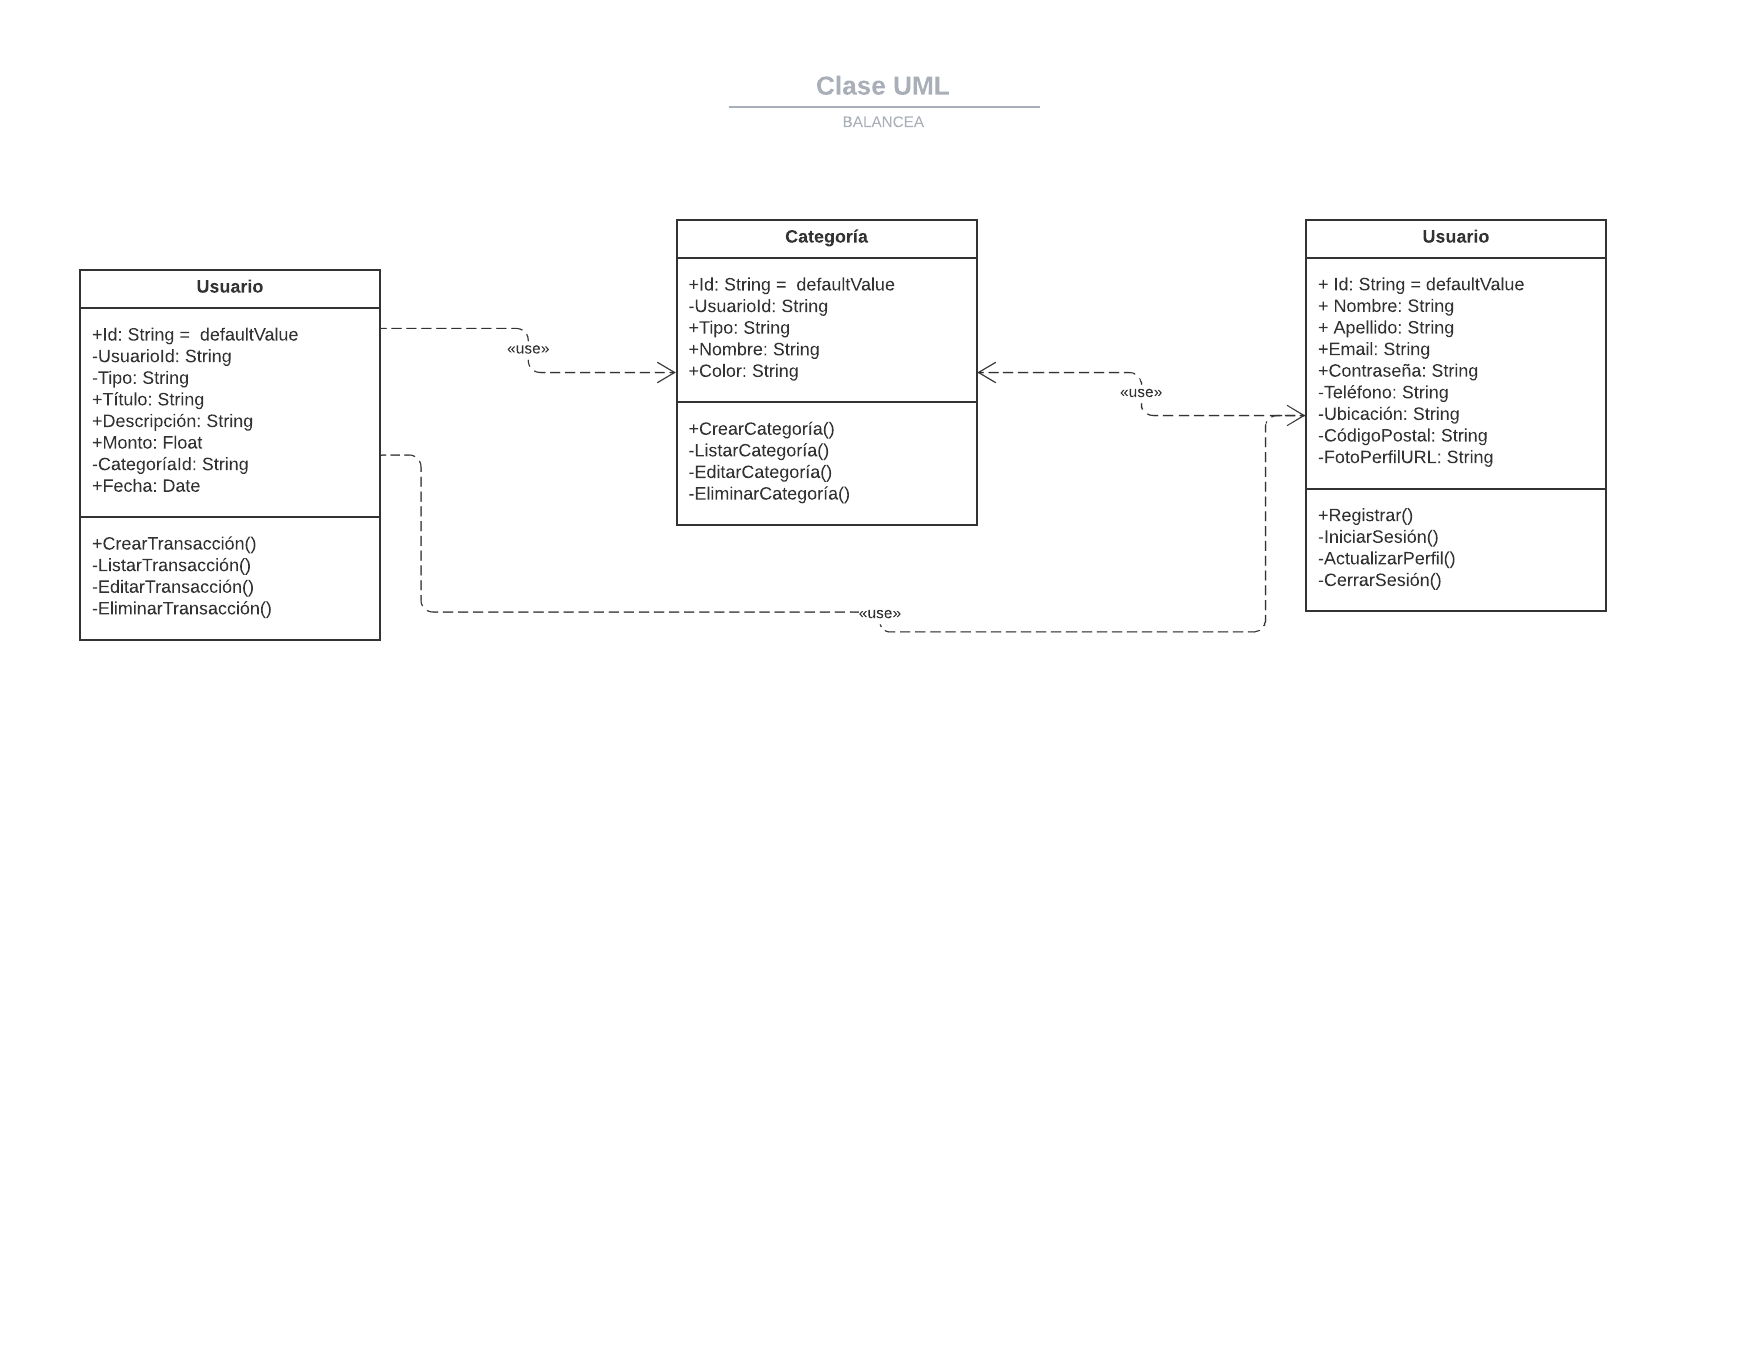 Clase UML
BALANCEA
Usuario
+Id: String =  defaultValue
-UsuarioId: String
-Tipo: String
+Título: String
+Descripción: String
+Monto: Float
-CategoríaId: String
+Fecha: Date
+CrearTransacción()
-ListarTransacción()
-EditarTransacción()
-EliminarTransacción()
«use»
Categoría
+Id: String =  defaultValue
-UsuarioId: String
+Tipo: String
+Nombre: String
+Color: String
+CrearCategoría()
-ListarCategoría()
-EditarCategoría()
-EliminarCategoría()
«use»
«use»
Usuario
+ Id: String = defaultValue
+ Nombre: String
+ Apellido: String
+Email: String
+Contraseña: String
-Teléfono: String
-Ubicación: String
-CódigoPostal: String
-FotoPerfilURL: String
+Registrar()
-IniciarSesión()
-ActualizarPerfil()
-CerrarSesión()